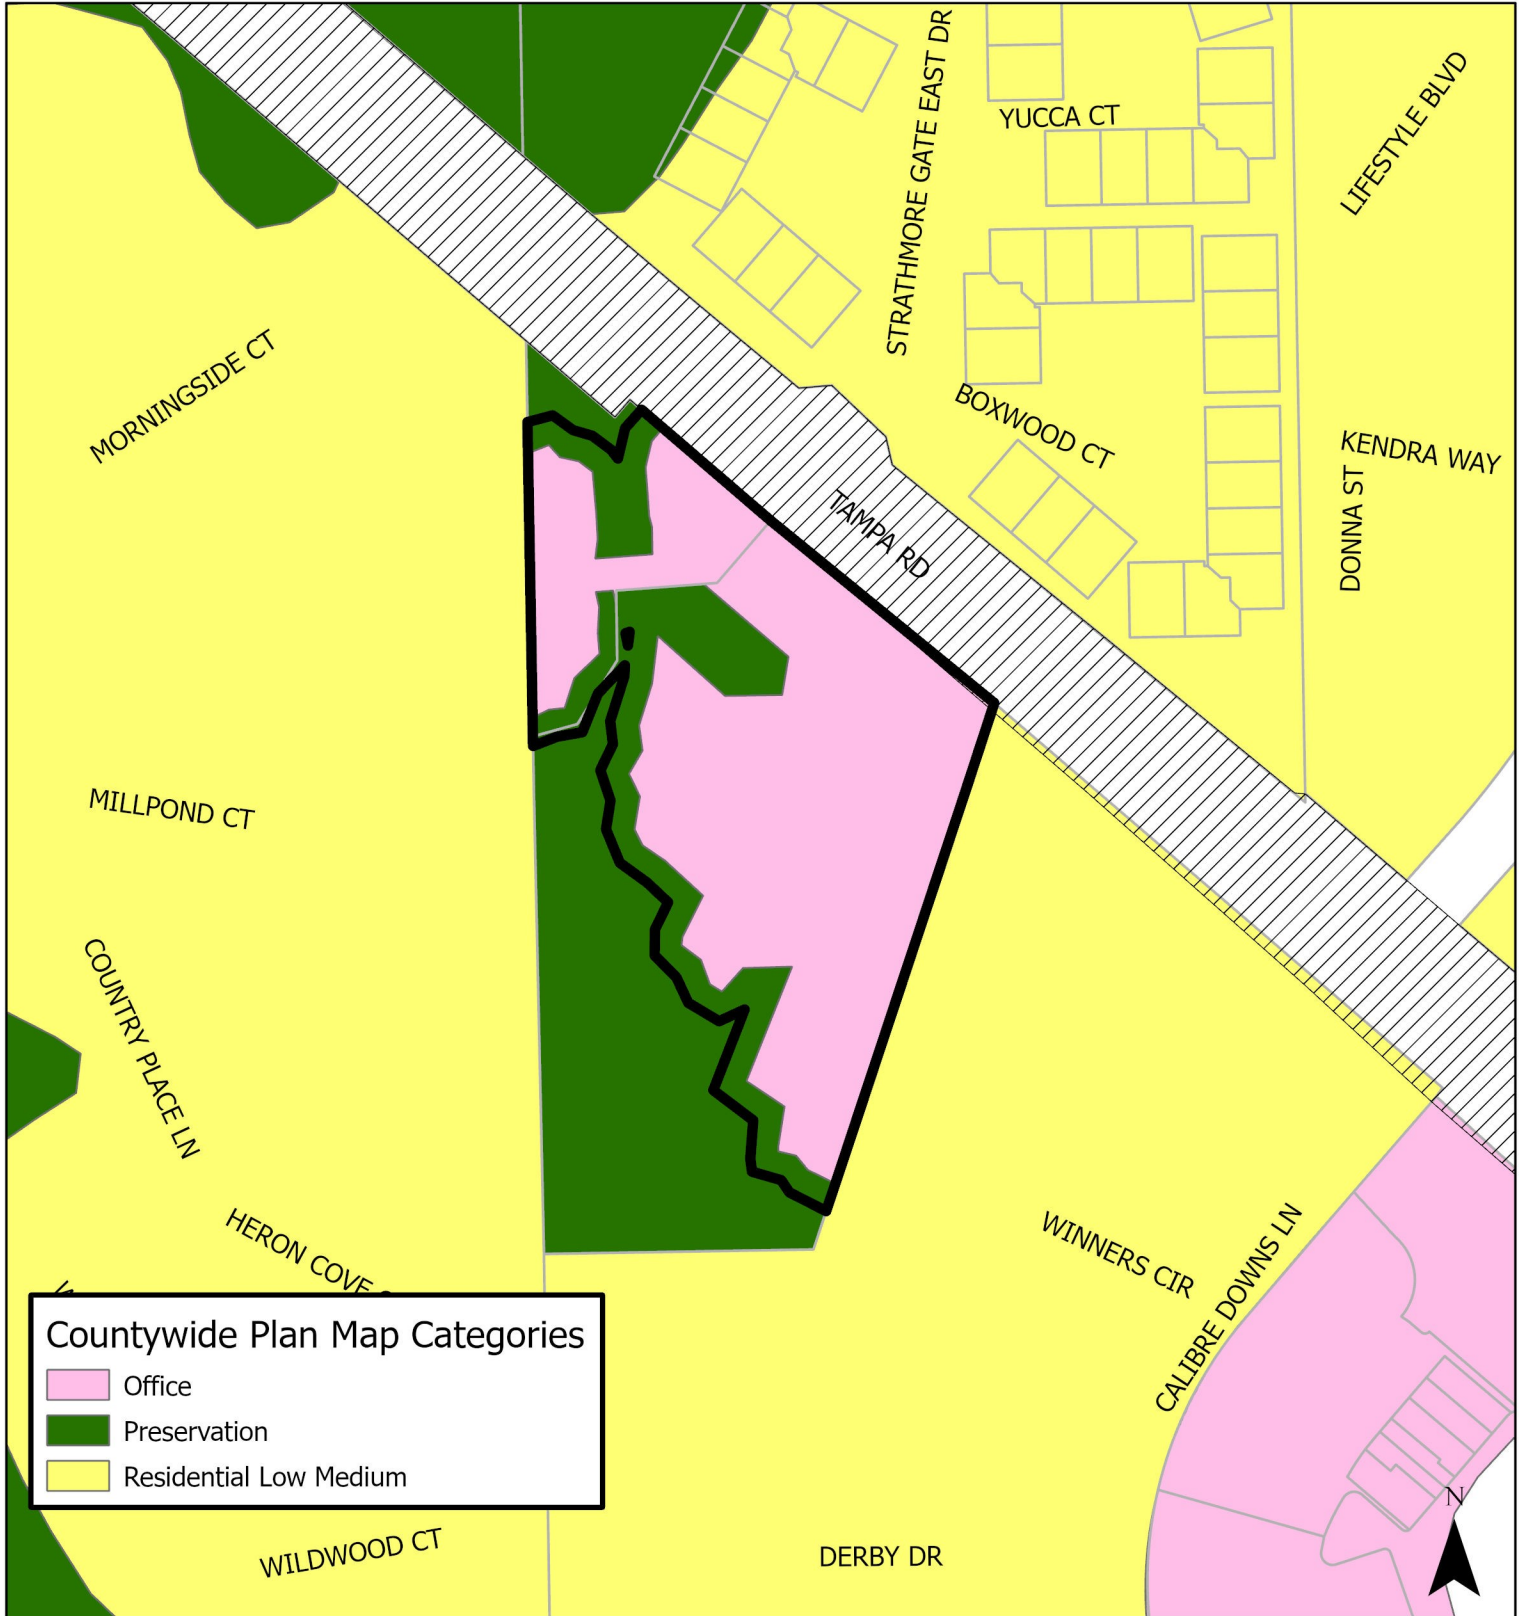 STRATHMORE GATE EAST DR
YUCCA CT
LIFESTYLE BLVD
MORNINGSIDE CT
BOXWOOD CT
KENDRA WAY
DONNA ST
TAMPA RD
MILLPOND CT
COUNTRY PLACE LN
HERON COVE
WINNERS CIR
CALIBRE DOWNS LN
Countywide Plan Map Categories
Office
Preservation
Residential Low Medium
N
WILDWOOD CT
DERBY DR